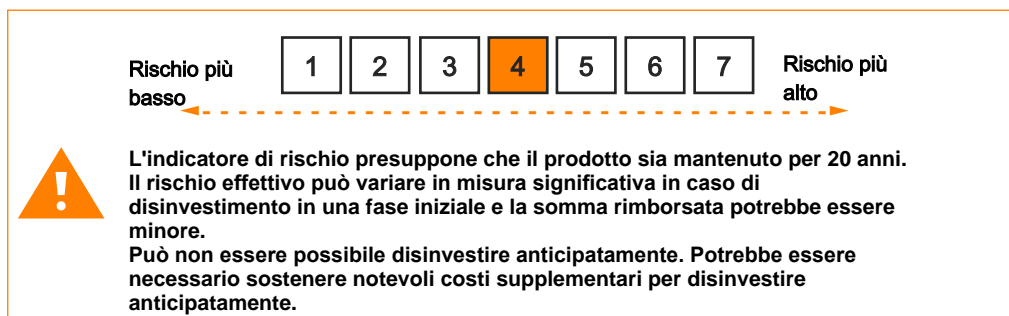 Rischio più basso
1 2 3 4 5 6 7
Rischio più alto
!
L'indicatore di rischio presuppone che il prodotto sia mantenuto per 20 anni.
Il rischio effettivo può variare in misura significativa in caso di
disinvestimento in una fase iniziale e la somma rimborsata potrebbe essere
minore.
Può non essere possibile disinvestire anticipatamente. Potrebbe essere
necessario sostenere notevoli costi supplementari per disinvestire
anticipatamente.